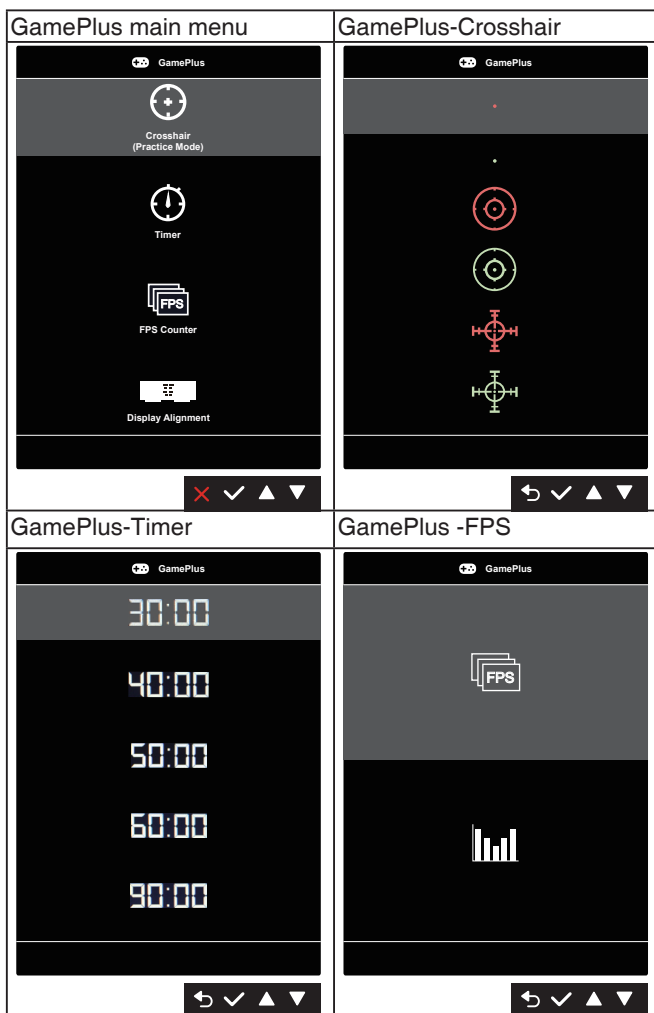 GamePlus main menu
GamePlus-Crosshair
GamePlus
Crosshair
(Practice Mode)
Timer
FPS
FPS Counter
Display Alignment
GamePlus
GamePlus-Timer
GamePlus -FPS
GamePlus
30:00
40:00
50:00
60:00
90:00
GamePlus
FPS